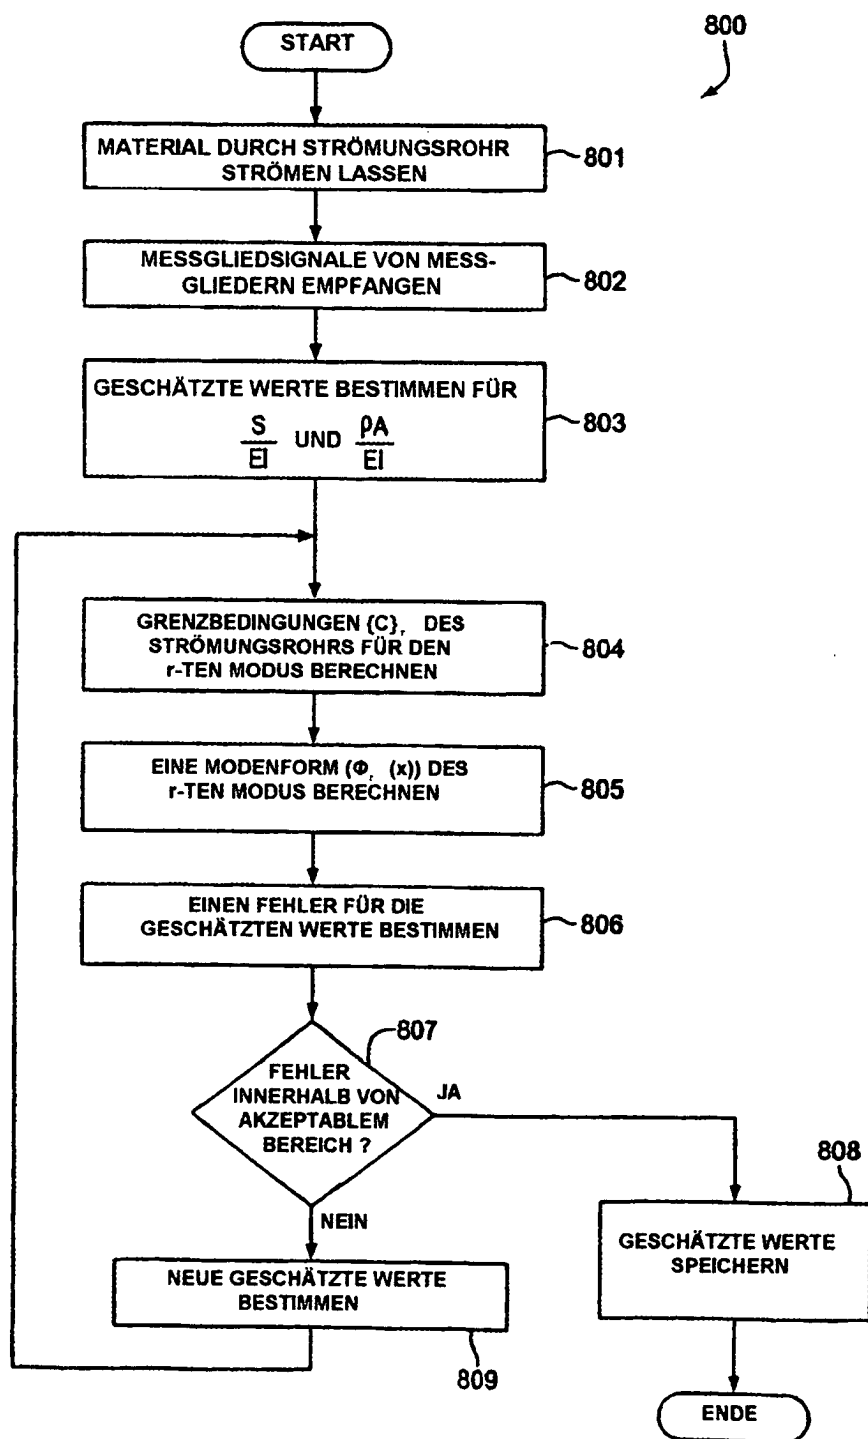 START
800
MATERIAL DURCH STRÖMUNGSROHR
STRÖMEN LASSEN
801
MESSGLIEDSIGNALE VON MESS-
GLIEDERN EMPFANGEN
802
GESCHÄTZTE WERTE BESTIMMEN FÜR
S/EI UND ρA/EI
803
GRENZBEDINGUNGEN {C}r DES
STRÖMUNGSROHRS FÜR DEN
r-TEN MODUS BERECHNEN
804
EINE MODENFORM (Φr (x)) DES
r-TEN MODUS BERECHNEN
805
EINEN FEHLER FÜR DIE
GESCHÄTZTEN WERTE BESTIMMEN
806
807
FEHLER
INNERHALB VON
AKZEPTABLEM
BEREICH ?
JA
NEIN
808
GESCHÄTZTE WERTE
SPEICHERN
NEUE GESCHÄTZTE WERTE
BESTIMMEN
809
ENDE